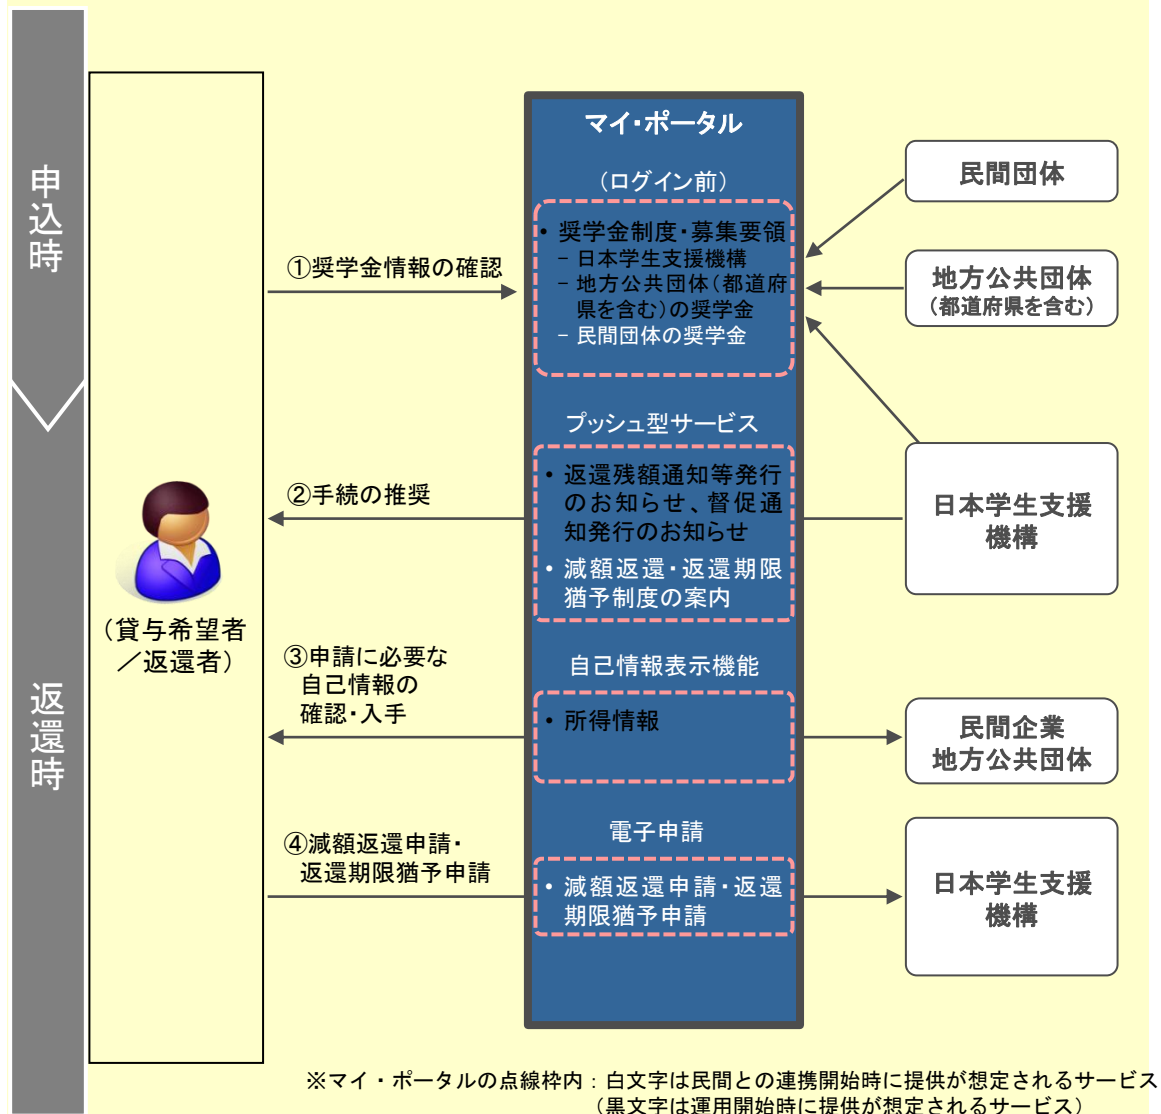 申込時
返還時
(貸与希望者
／返還者)
①奨学金情報の確認
②手続の推奨
③申請に必要な
自己情報の
確認・入手
④減額返還申請・
返還期限猶予申請
マイ・ポータル
(ログイン前)
• 奨学金制度・募集要領
－ 日本学生支援機構
－ 地方公共団体(都道府
県を含む)の奨学金
－ 民間団体の奨学金
プッシュ型サービス
• 返還残額通知等発行
のお知らせ、督促通
知発行のお知らせ
• 減額返還・返還期限
猶予制度の案内
自己情報表示機能
• 所得情報
電子申請
• 減額返還申請・返還
期限猶予申請
民間団体
地方公共団体
(都道府県を含む)
日本学生支援
機構
民間企業
地方公共団体
日本学生支援
機構
※マイ・ポータルの点線枠内：白文字は民間との連携開始時に提供が想定されるサービス
(黒文字は運用開始時に提供が想定されるサービス)